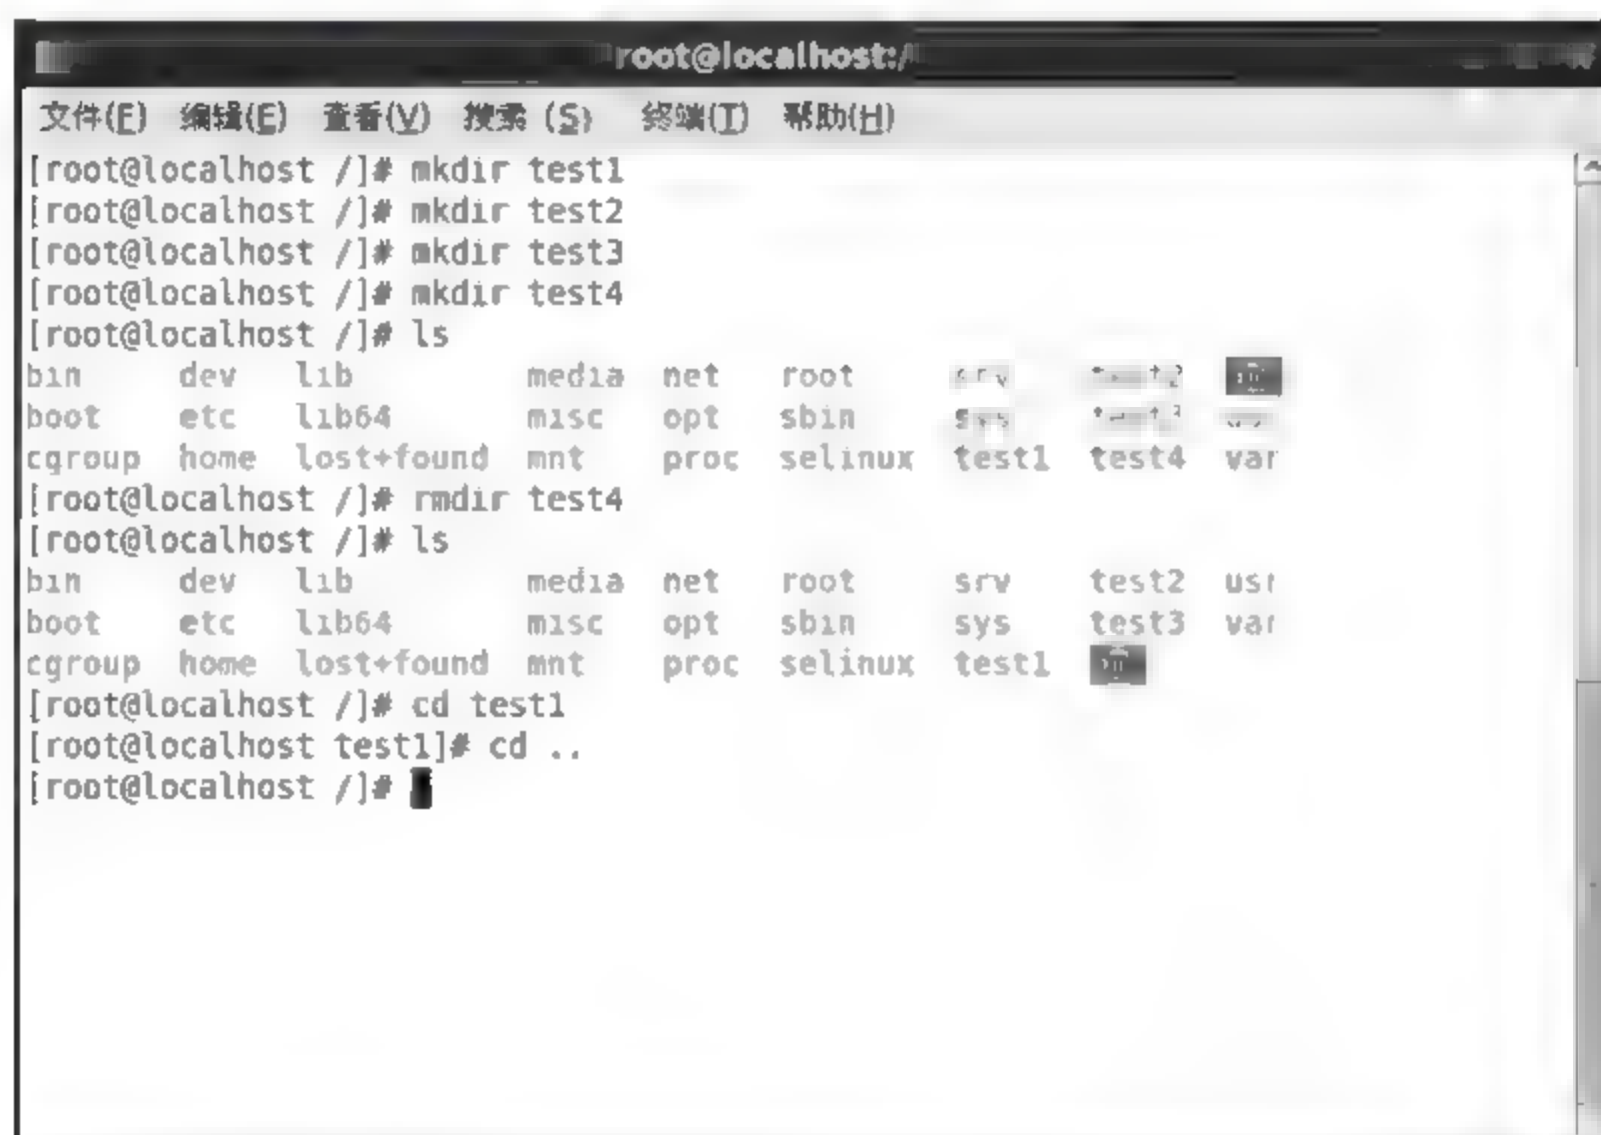 root@localhost:/
文件(F) 编辑(E) 查看(V) 搜索 (S) 终端(T) 帮助(H)
[root@localhost /]# mkdir test1
[root@localhost /]# mkdir test2
[root@localhost /]# mkdir test3
[root@localhost /]# mkdir test4
[root@localhost /]# ls
bin dev lib media net root
boot etc lib64 misc opt sbin
cgroup home lost+found mnt proc selinux test1 test4 var
[root@localhost /]# rmdir test4
[root@localhost /]# ls
bin dev lib media net root srv test2 usr
boot etc lib64 misc opt sbin sys test3 var
cgroup home lost+found mnt proc selinux test1
[root@localhost /]# cd test1
[root@localhost test1]# cd ..
[root@localhost /]#